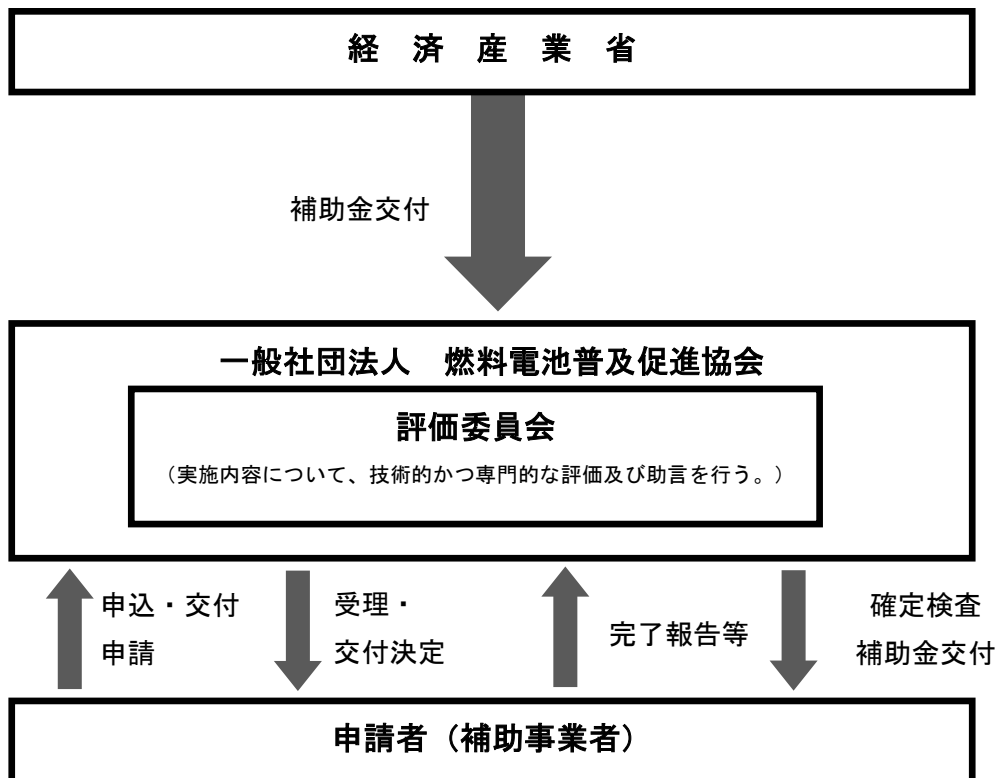 経 済 産 業 省
補助金交付
一般社団法人 燃料電池普及促進協会
評価委員会
（実施内容について、技術的かつ専門的な評価及び助言を行う。）
申込・交付
申請
受理・
交付決定
完了報告等
確定検査
補助金交付
申請者（補助事業者）